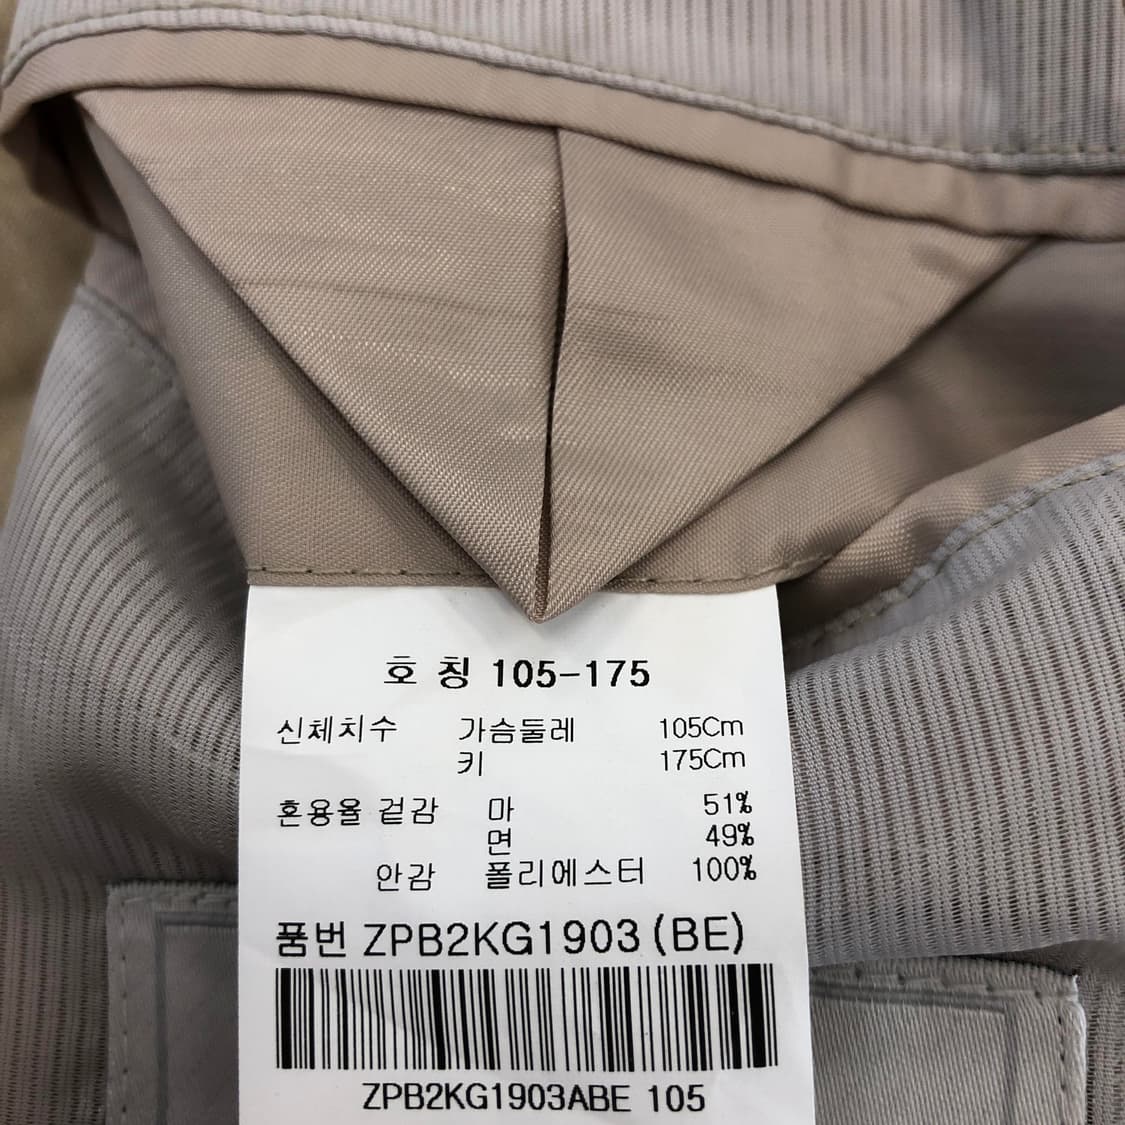 호 칭 105-175
신체치수 가슴둘레 105Cm
키 175Cm
혼용율 겉감 마 51%
면 49%
안감 폴리에스터 100%
품번 ZPB2KG1903 (BE)
ZPB2KG1903ABE 105